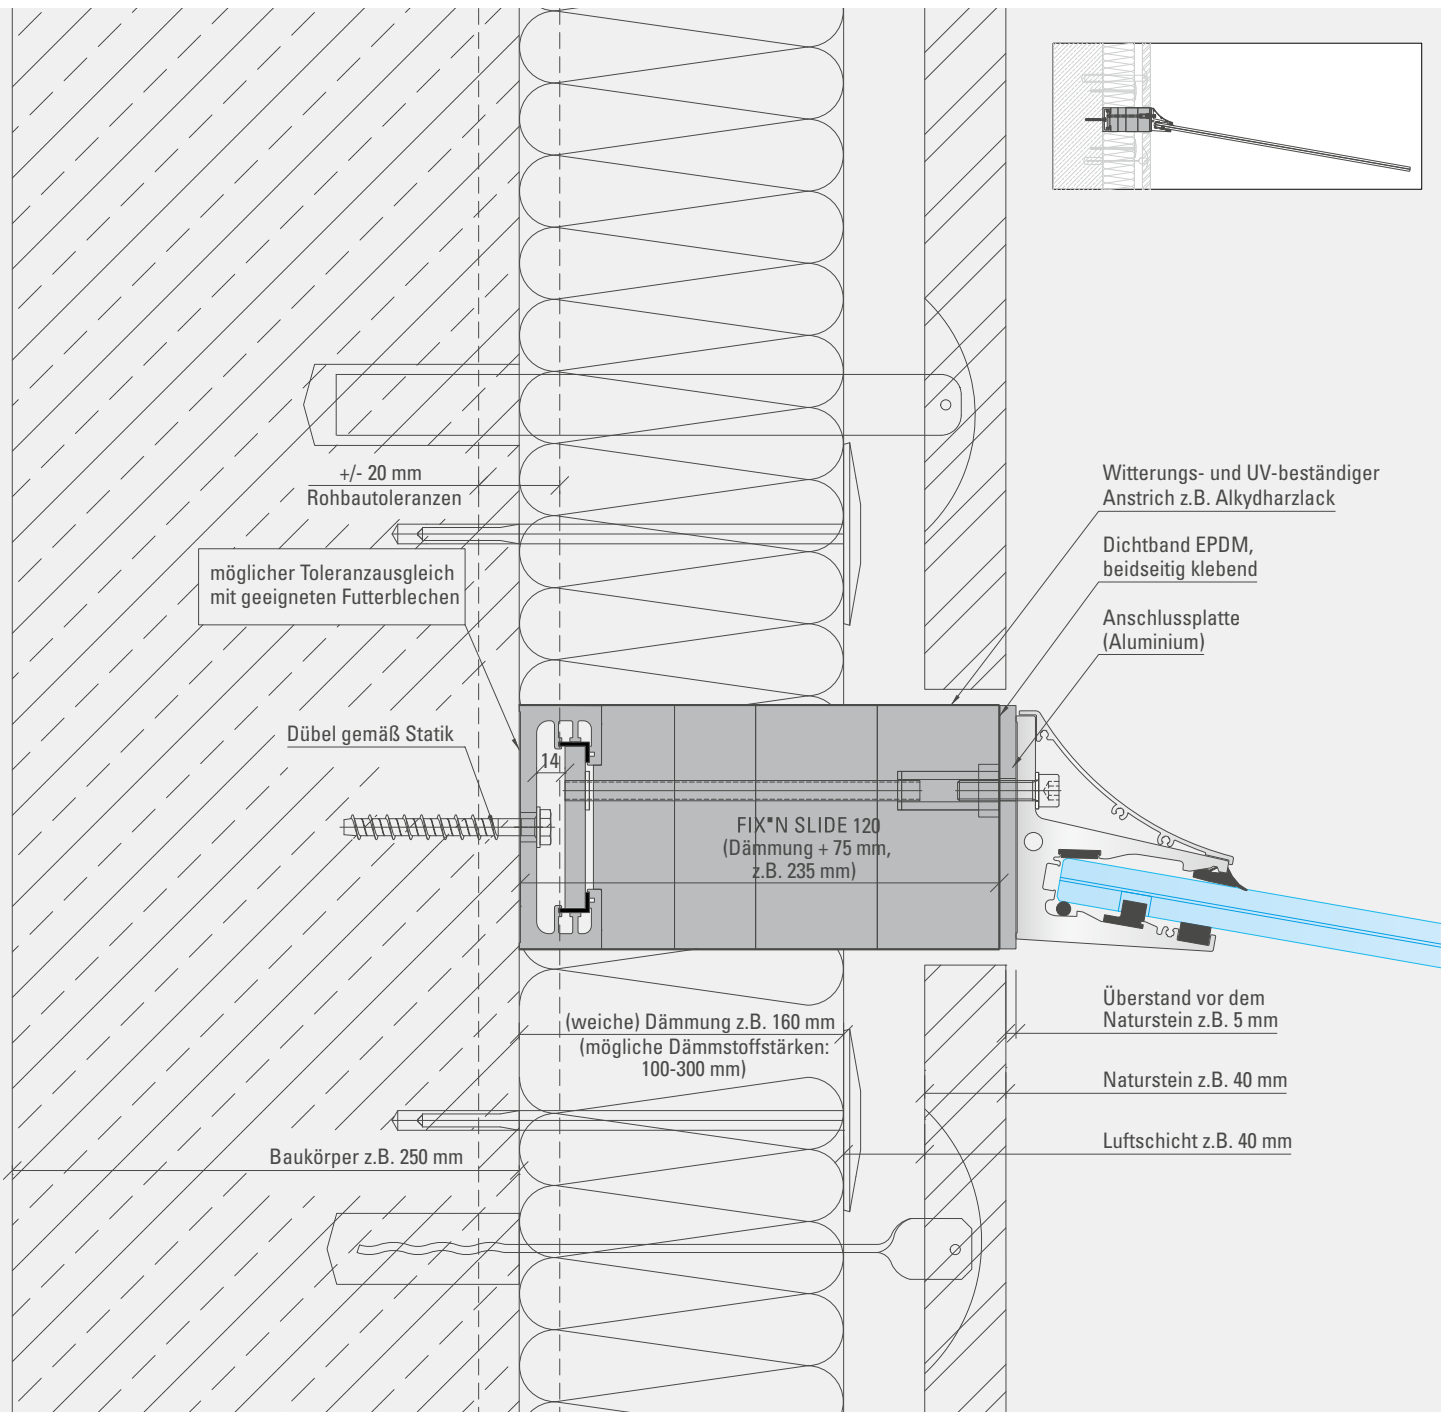 +/- 20 mm
Rohbautoleranzen
möglicher Toleranzausgleich
mit geeigneten Futterblechen
Dübel gemäß Statik
14
FIX■N SLIDE 120
(Dämmung + 75 mm,
z.B. 235 mm)
Witterungs- und UV-beständiger
Anstrich z.B. Alkydharzlack
Dichtband EPDM,
beidseitig klebend
Anschlussplatte
(Aluminium)
(weiche) Dämmung z.B. 160 mm
(mögliche Dämmstoffstärken:
100-300 mm)
Baukörper z.B. 250 mm
Überstand vor dem
Naturstein z.B. 5 mm
Naturstein z.B. 40 mm
Luftschicht z.B. 40 mm